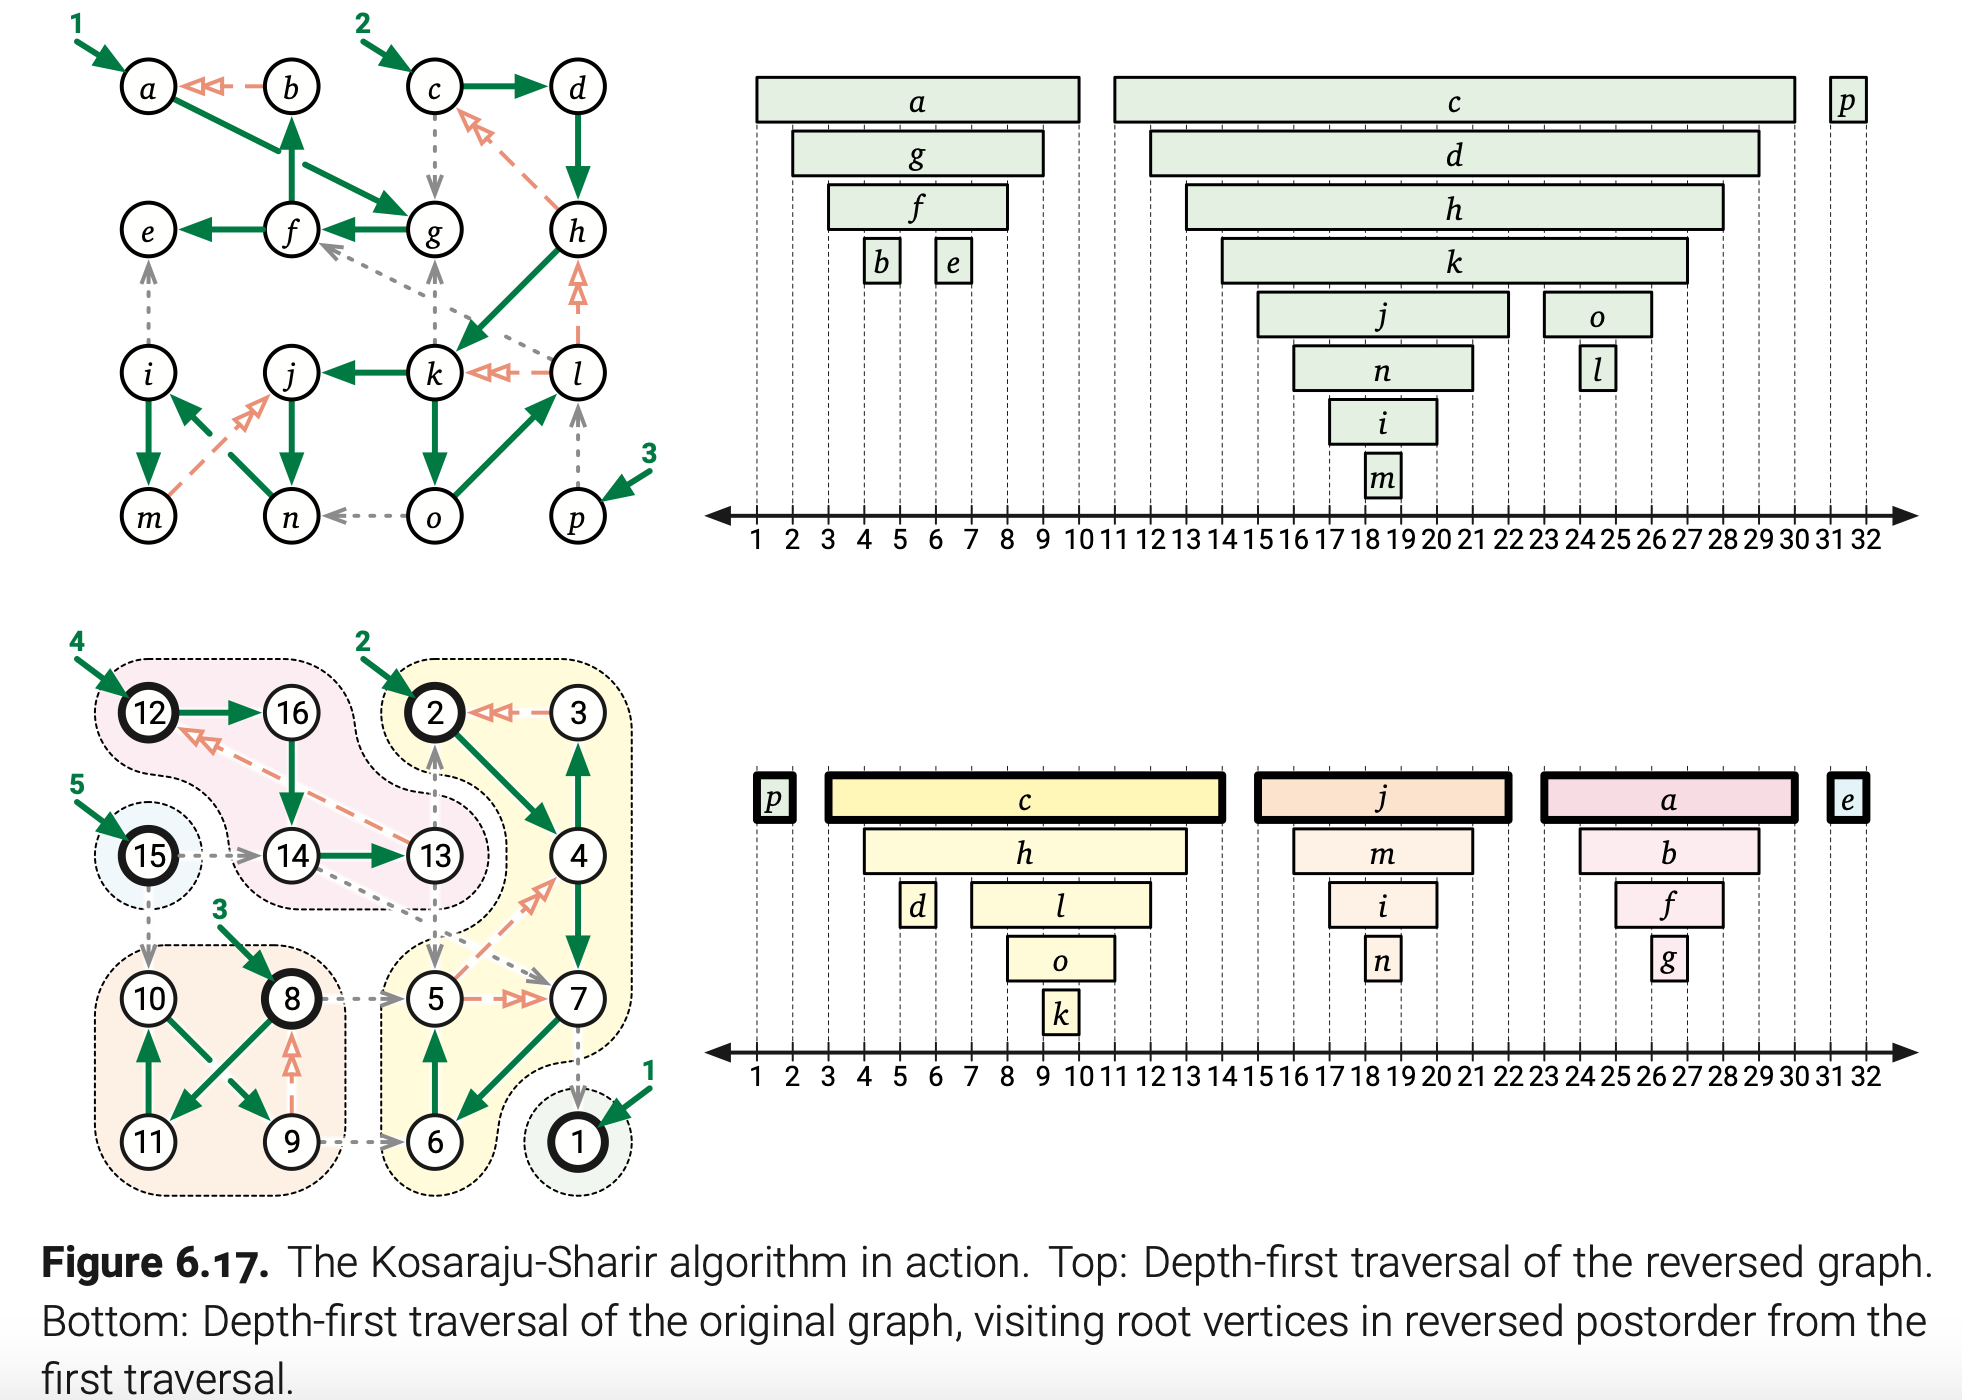 1 2
a b c d
e f g h
i j k l
3
m n o p
a c p
g d
f h
b e k
j o
n l
i
m
1 2 3 4 5 6 7 8 9 10 11 12 13 14 15 16 17 18 19 20 21 22 23 24 25 26 27 28 29 30 31 32
4 2
12 16 2 3
5
15 14 13 4
3
10 8 5 7
1
11 9 6 1
p c j a e
h m b
d l i f
o n g
k
1 2 3 4 5 6 7 8 9 10 11 12 13 14 15 16 17 18 19 20 21 22 23 24 25 26 27 28 29 30 31 32
Figure 6.17. The Kosaraju-Sharir algorithm in action. Top: Depth-first traversal of the reversed graph.
Bottom: Depth-first traversal of the original graph, visiting root vertices in reversed postorder from the
first traversal.